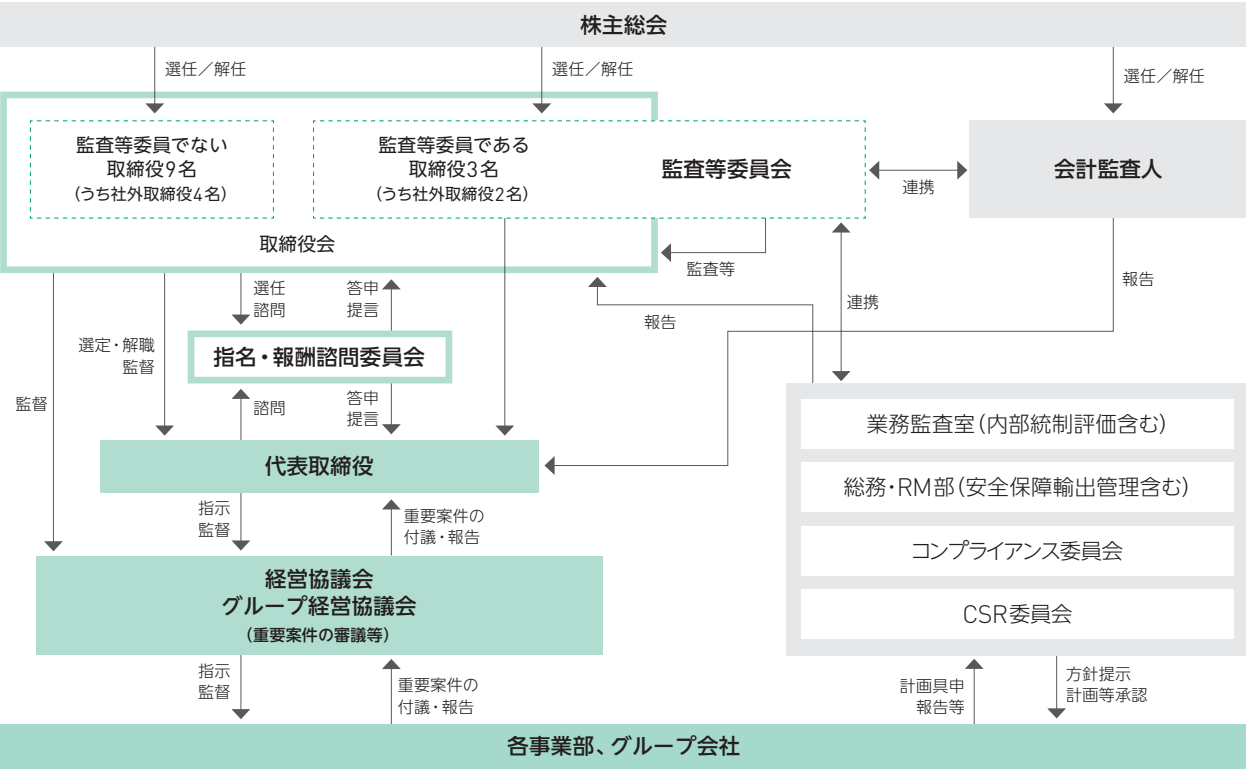 株主総会
選任／解任
選任／解任
選任／解任
監査等委員でない
取締役9名
(うち社外取締役4名)
監査等委員である
取締役3名
(うち社外取締役2名)
監査等委員会
連携
会計監査人
取締役会
監査等
報告
選任
諮問
答申
提言
報告
連携
選定・解職
監督
指名・報酬諮問委員会
監督
諮問
答申
提言
業務監査室（内部統制評価含む）
代表取締役
総務・RM部（安全保障輸出管理含む）
指示
監督
重要案件の
付議・報告
コンプライアンス委員会
経営協議会
グループ経営協議会
(重要案件の審議等)
CSR委員会
指示
監督
重要案件の
付議・報告
計画具申
報告等
方針提示
計画等承認
各事業部、グループ会社